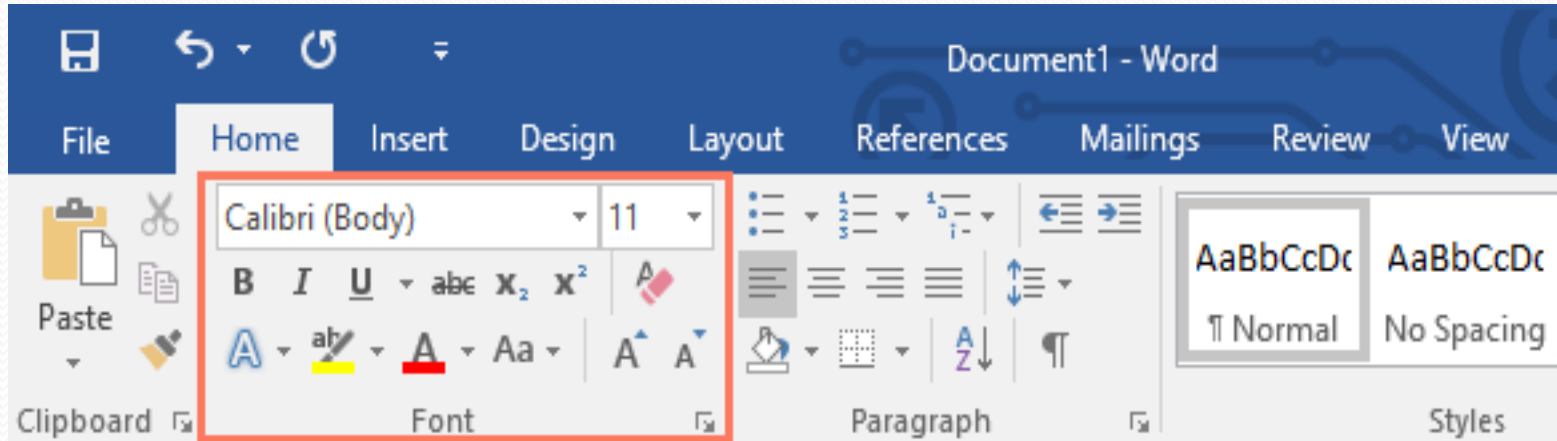 Document1 - Word
File Home Insert Design Layout References Mailings Review View
Calibri (Body) 11
B I U abc X₂ X²
A ab A Aa A A
A Z ¶
Paste
AaBbCcDc AaBbCcDc
¶ Normal No Spacing
Clipboard Font Paragraph Styles